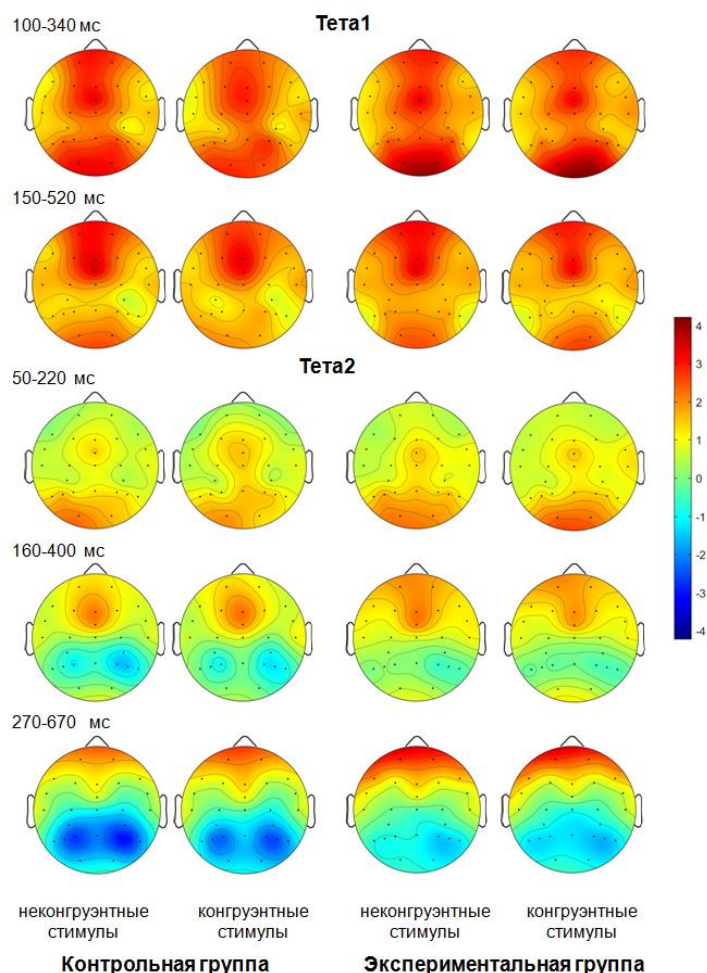 100-340 мс
Тета1
150-520 мс
Тета2
50-220 мс
4
3
2
1
0
-1
-2
-3
-4
160-400 мс
270-670 мс
неконгруэнтные конгруэнтные неконгруэнтные конгруэнтные
стимулы стимулы стимулы стимулы
Контрольная группа Экспериментальная группа